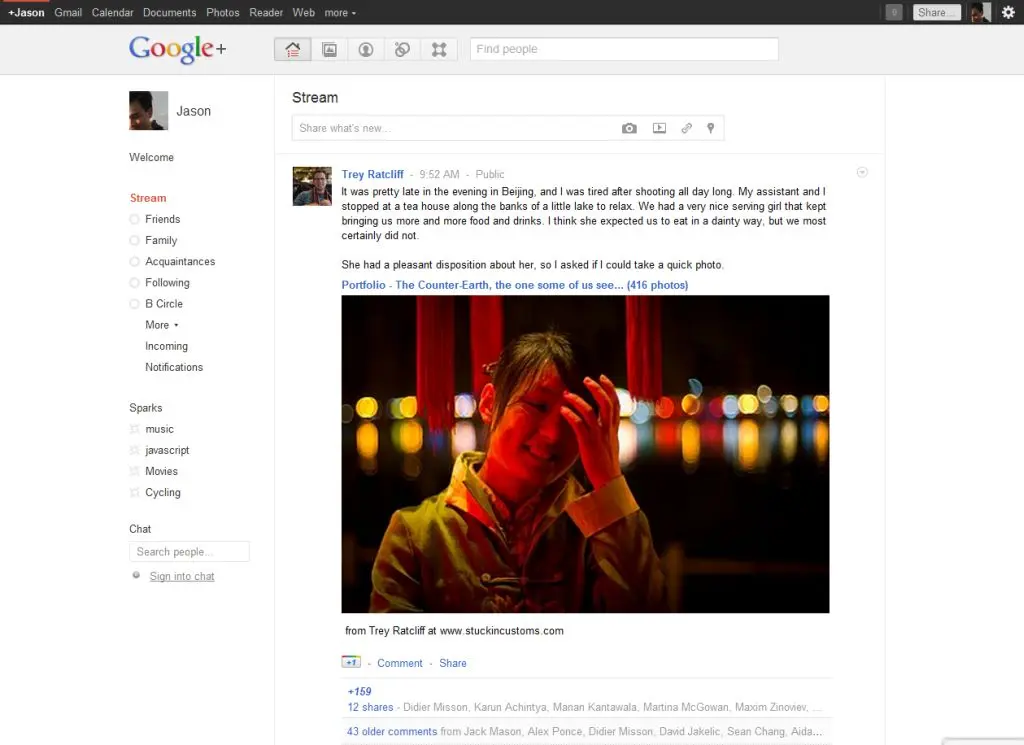 +Jason Gmail Calendar Documents Photos Reader Web more
0 Share...
Google+
Find people
Jason
Welcome
Stream
Friends
Family
Acquaintances
Following
B Circle
More
Incoming
Notifications
Sparks
music
javascript
Movies
Cycling
Chat
Search people...
Sign into chat
Stream
Share what's new...
Trey Ratcliff - 9:52 AM - Public
It was pretty late in the evening in Beijing, and I was tired after shooting all day long. My assistant and I
stopped at a tea house along the banks of a little lake to relax. We had a very nice serving girl that kept
bringing us more and more food and drinks. I think she expected us to eat in a dainty way, but we most
certainly did not.
She had a pleasant disposition about her, so I asked if I could take a quick photo.
Portfolio - The Counter-Earth, the one some of us see... (416 photos)
from Trey Ratcliff at www.stuckincustoms.com
+1 - Comment - Share
+159
12 shares - Didier Misson, Karun Achintya, Manan Kantawala, Martina McGowan, Maxim Zinoviev, ...
43 older comments from Jack Mason, Alex Ponce, Didier Misson, David Jakelic, Sean Chang, Aida...